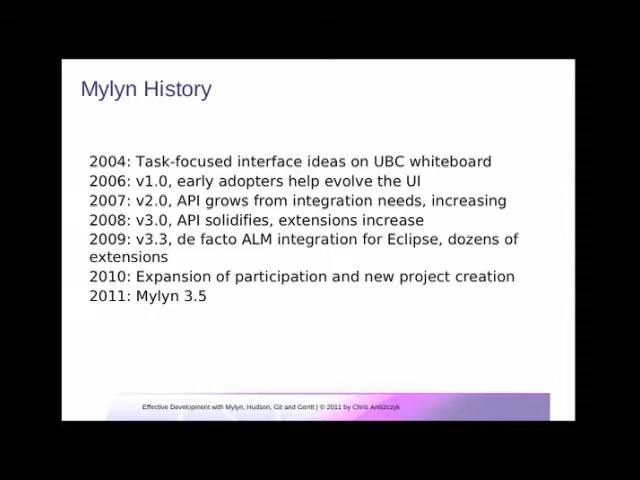 Mylyn History
2004: Task-focused interface ideas on UBC whiteboard
2006: v1.0, early adopters help evolve the UI
2007: v2.0, API grows from integration needs, increasing
2008: v3.0, API solidifies, extensions increase
2009: v3.3, de facto ALM integration for Eclipse, dozens of
extensions
2010: Expansion of participation and new project creation
2011: Mylyn 3.5
Effective Development with Mylyn, Hudson, Git and Gerrit | © 2011 by Chris Aniszczyk